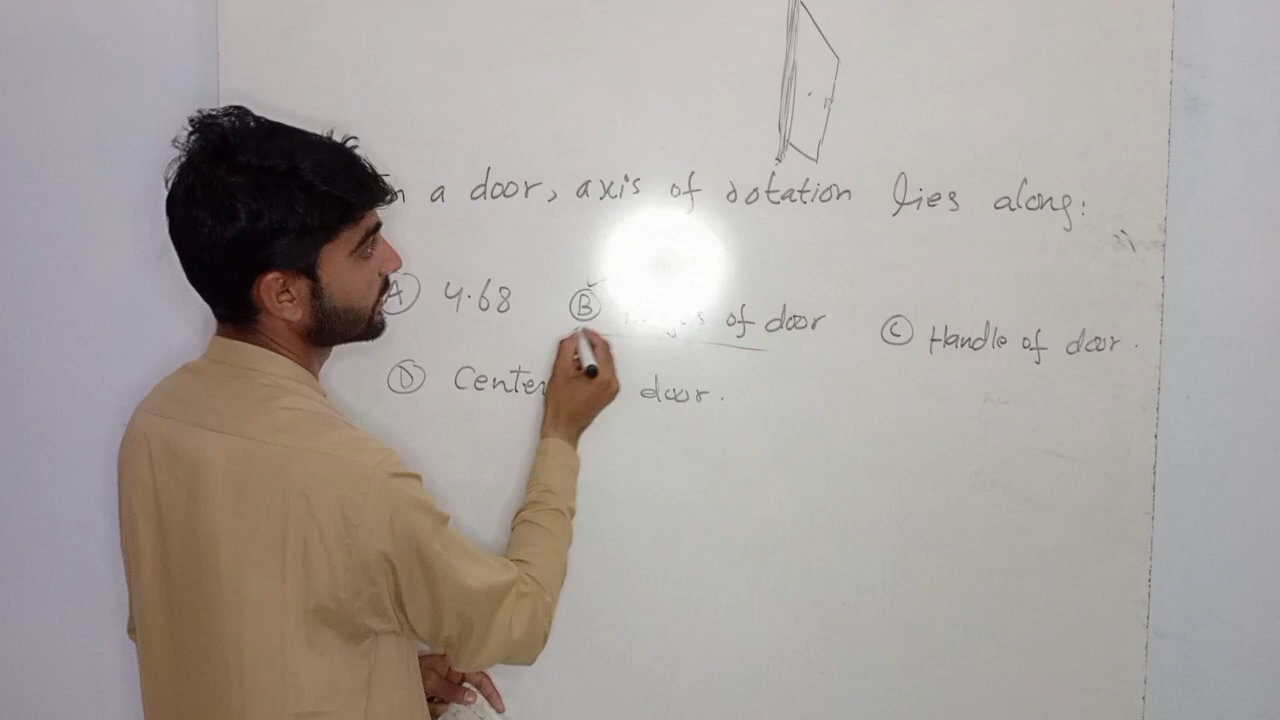 a door, axis of rotation lies along:
A 4.68 B of door C Handle of door.
D Center door.